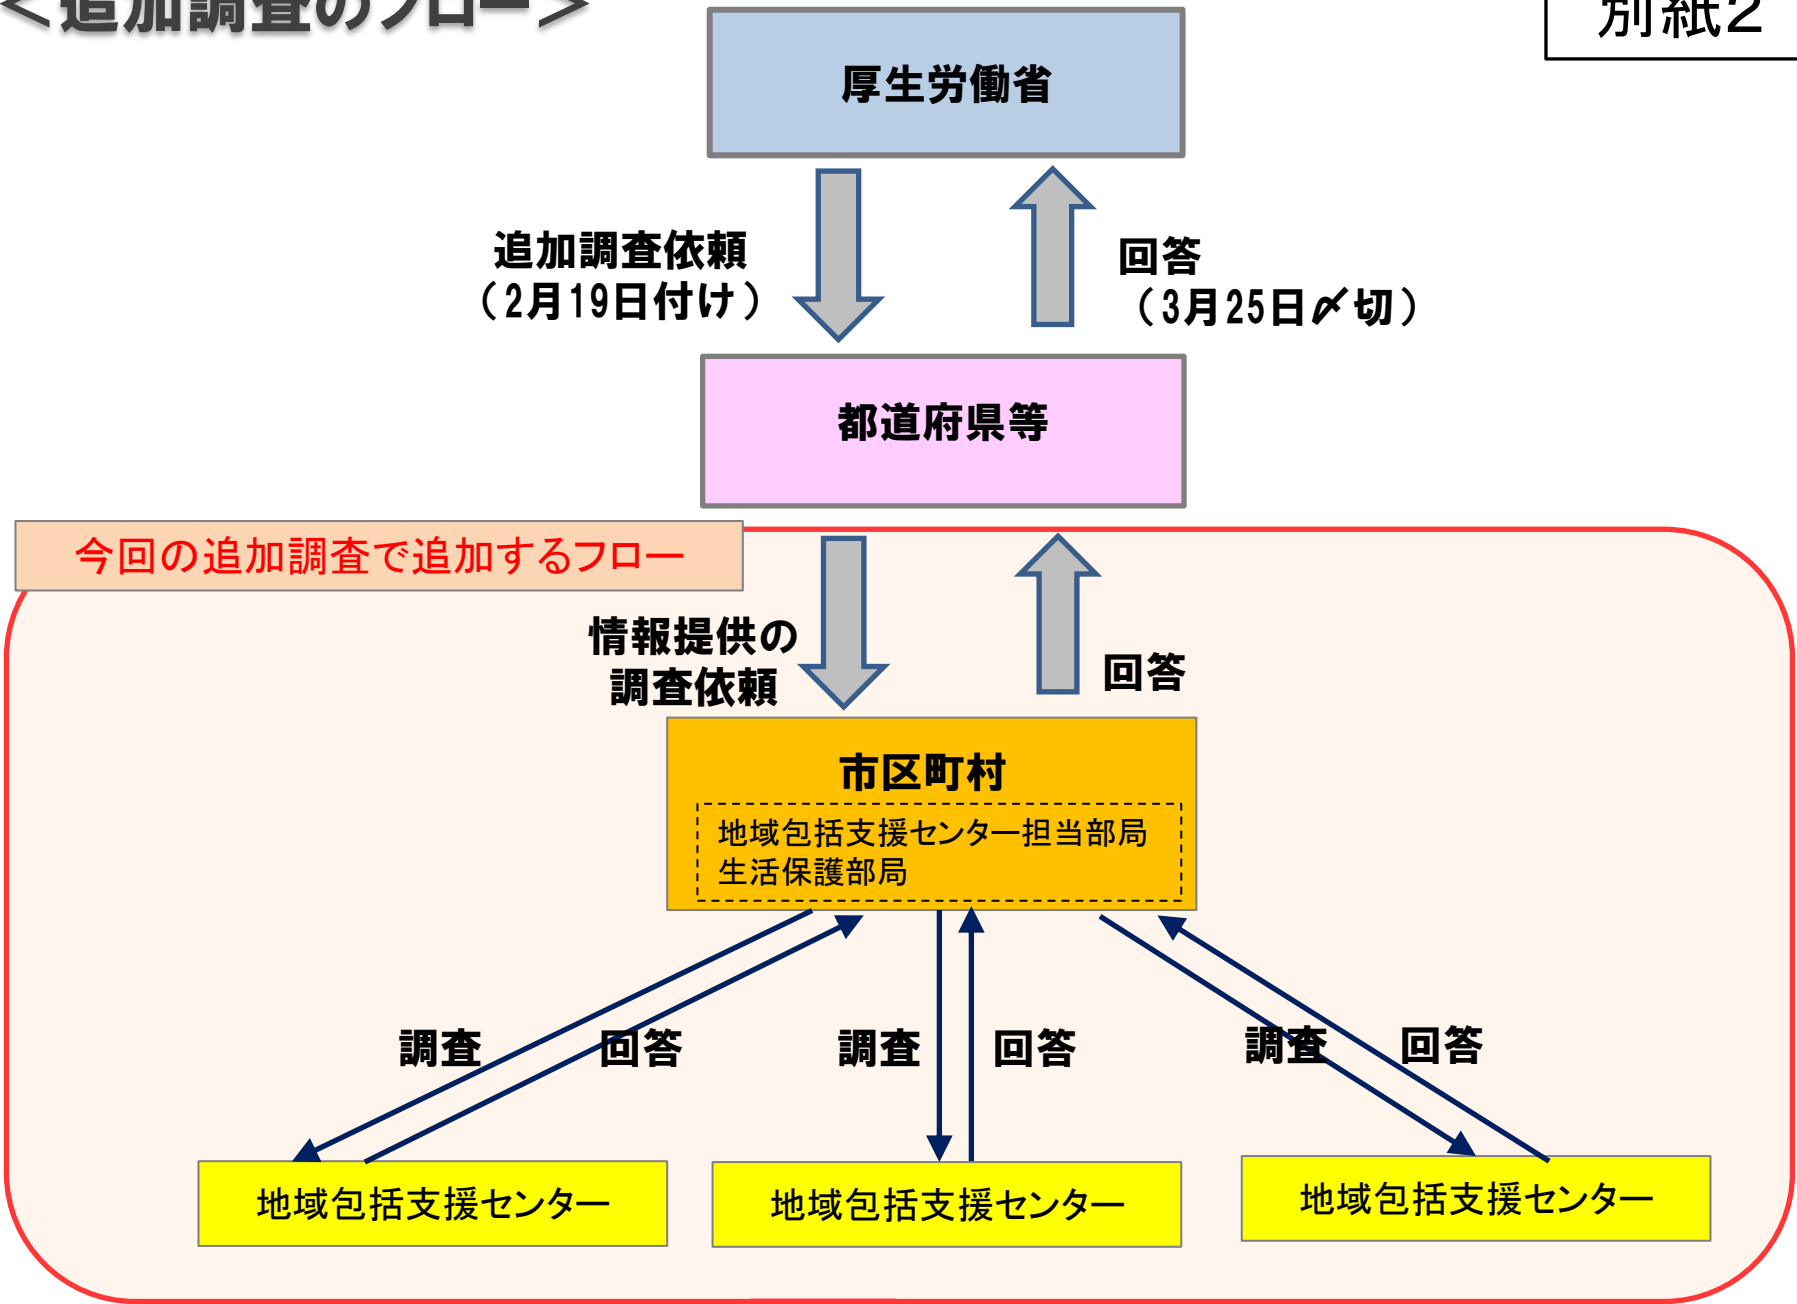 ＜追加調査のフロー＞
別紙2
厚生労働省
追加調査依頼
（2月19日付け）
回答
（3月25日〆切）
都道府県等
今回の追加調査で追加するフロー
情報提供の
調査依頼
回答
市区町村
地域包括支援センター担当部局
生活保護部局
調査
回答
調査
回答
調査
回答
地域包括支援センター
地域包括支援センター
地域包括支援センター